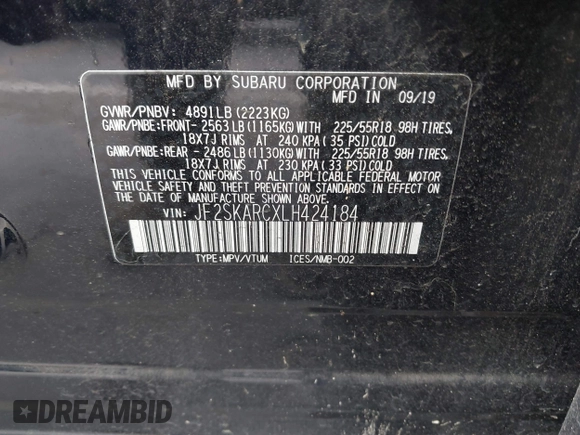 MFD BY SUBARU CORPORATION
MFD IN 09/19
GVWR/PNBV: 4891LB (2223KG)
GAWR/PNBE:FRONT- 2563LB (1165KG)WITH 225/55R18 98H TIRES,
18X7J RIMS AT 240 KPA ( 35 PSI) COLD
GAWR/PNBE:REAR - 2486LB (1130KG)WITH 225/55R18 98H TIRES,
18X7J RIMS AT 230 KPA ( 33 PSI) COLD
THIS VEHICLE CONFORMS TO ALL APPLICABLE FEDERAL MOTOR
VEHICLE SAFETY AND THEFT PREVENTION STANDARDS IN EFFECT ON
THE DATE OF MANUFACTURE SHOWN ABOVE.
VIN: JF2SKARCXLH424184
TYPE:MPV/VTUM ICES/NMB-002
DREAMBID